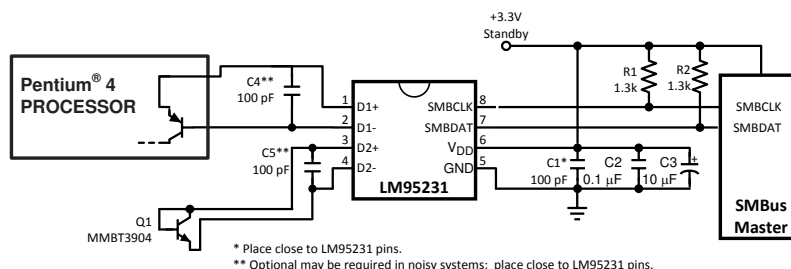 +3.3V
Standby
Pentium® 4
PROCESSOR
C4**
100 pF
R1
1.3k
R2
1.3k
1 D1+
2 D1-
3 D2+
4 D2-
SMBCLK 8
SMBDAT 7
VDD 6
GND 5
LM95231
SMBCLK
SMBDAT
SMBus
Master
C5**
100 pF
C1*
100 pF
C2
0.1 µF
C3
10 µF
+
Q1
MMBT3904
* Place close to LM95231 pins.
** Optional may be required in noisy systems; place close to LM95231 pins.